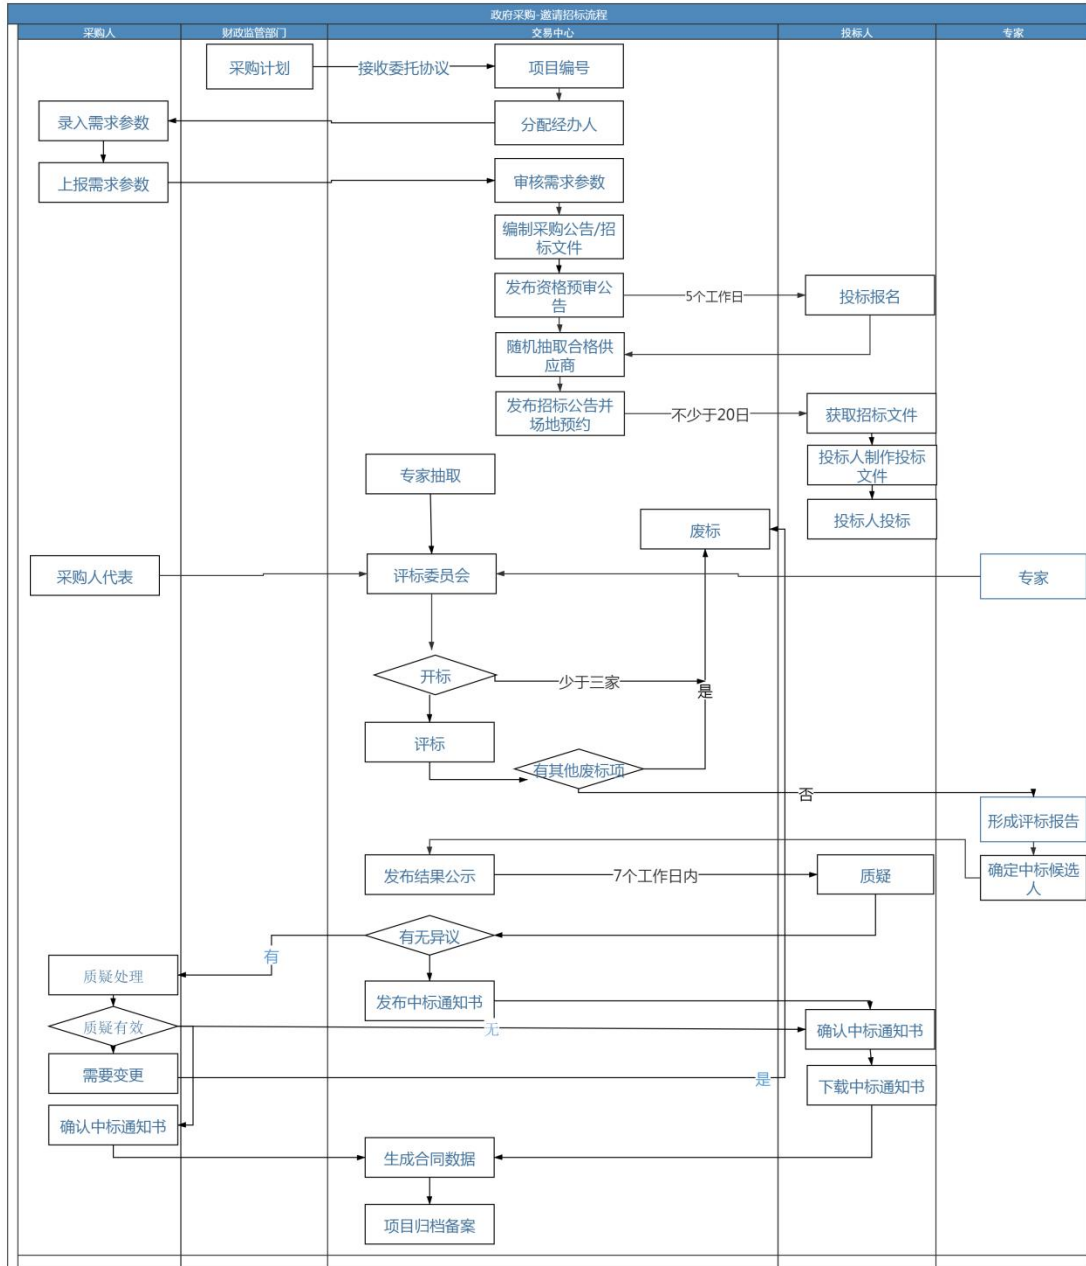 政府采购-邀请招标流程
采购人
财政监管部门
交易中心
投标人
专家
采购计划
接收委托协议
项目编号
录入需求参数
分配经办人
上报需求参数
审核需求参数
编制采购公告/招
标文件
发布资格预审公
告
5个工作日
投标报名
随机抽取合格供
应商
发布招标公告并
场地预约
不少于20日
获取招标文件
投标人制作投标
文件
专家抽取
投标人投标
废标
采购人代表
评标委员会
专家
开标
少于三家
是
评标
有其他废标项
否
形成评标报告
发布结果公示
7个工作日内
质疑
确定中标候选
人
有无异议
有
质疑处理
发布中标通知书
质疑有效
无
确认中标通知书
需要变更
是
下载中标通知书
确认中标通知书
生成合同数据
项目归档备案